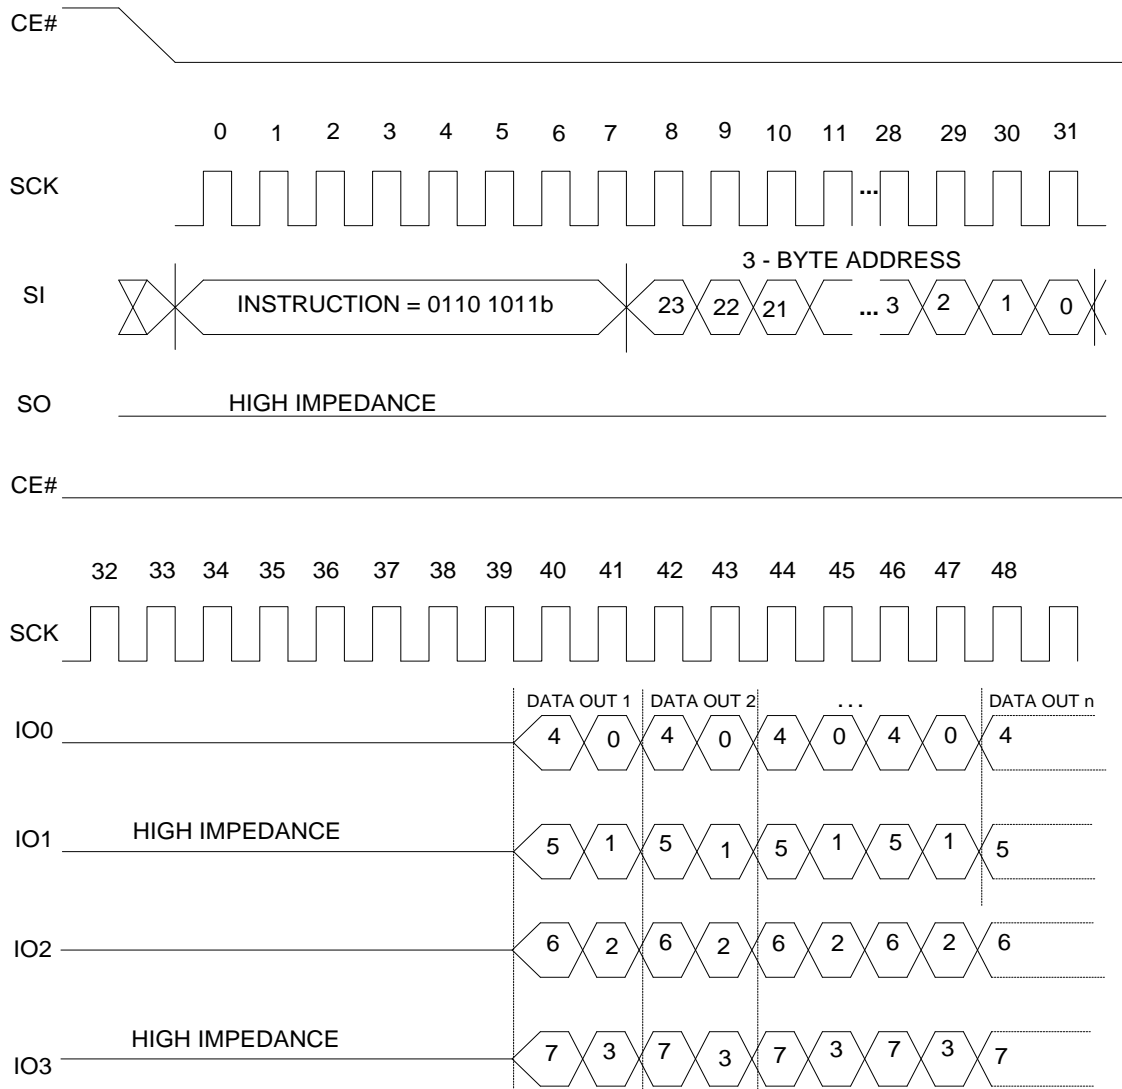 CE#
0 1 2 3 4 5 6 7 8 9 10 11 28 29 30 31
SCK ...
3 - BYTE ADDRESS
SI INSTRUCTION = 0110 1011b 23 22 21 ... 3 2 1 0
SO HIGH IMPEDANCE
CE#
32 33 34 35 36 37 38 39 40 41 42 43 44 45 46 47 48
SCK
DATA OUT 1 DATA OUT 2 ... DATA OUT n
IO0 4 0 4 0 4 0 4 0 4
HIGH IMPEDANCE
IO1 5 1 5 1 5 1 5 1 5
IO2 6 2 6 2 6 2 6 2 6
HIGH IMPEDANCE
IO3 7 3 7 3 7 3 7 3 7